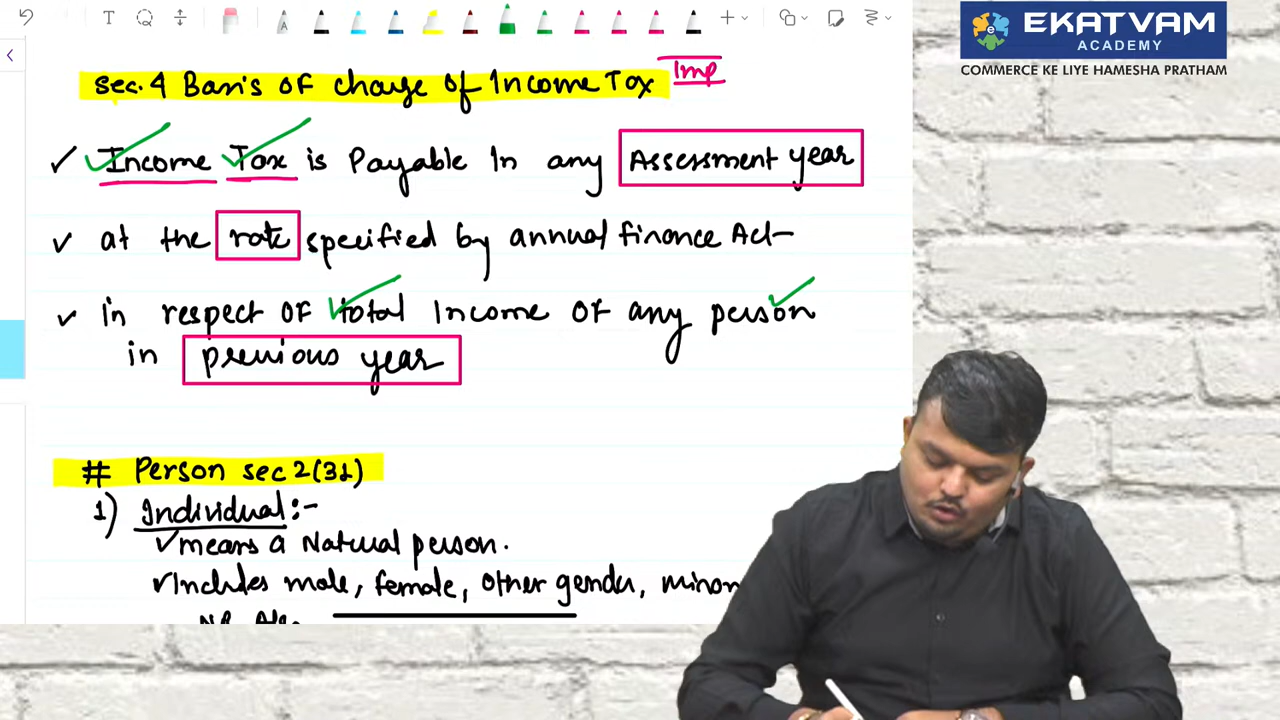 EKATVAM
ACADEMY
COMMERCE KE LIYE HAMESHA PRATHAM
sec. 4 Basis of charge of Income Tax Imp
✓ Income Tax is Payable In any Assessment year
✓ at the rate specified by annual finance Act
✓ in respect of total Income of any person
in previous year
# Person sec 2(31)
1) Individual :-
✓ means a Natural person.
✓ Includes male, female, other gender, minor